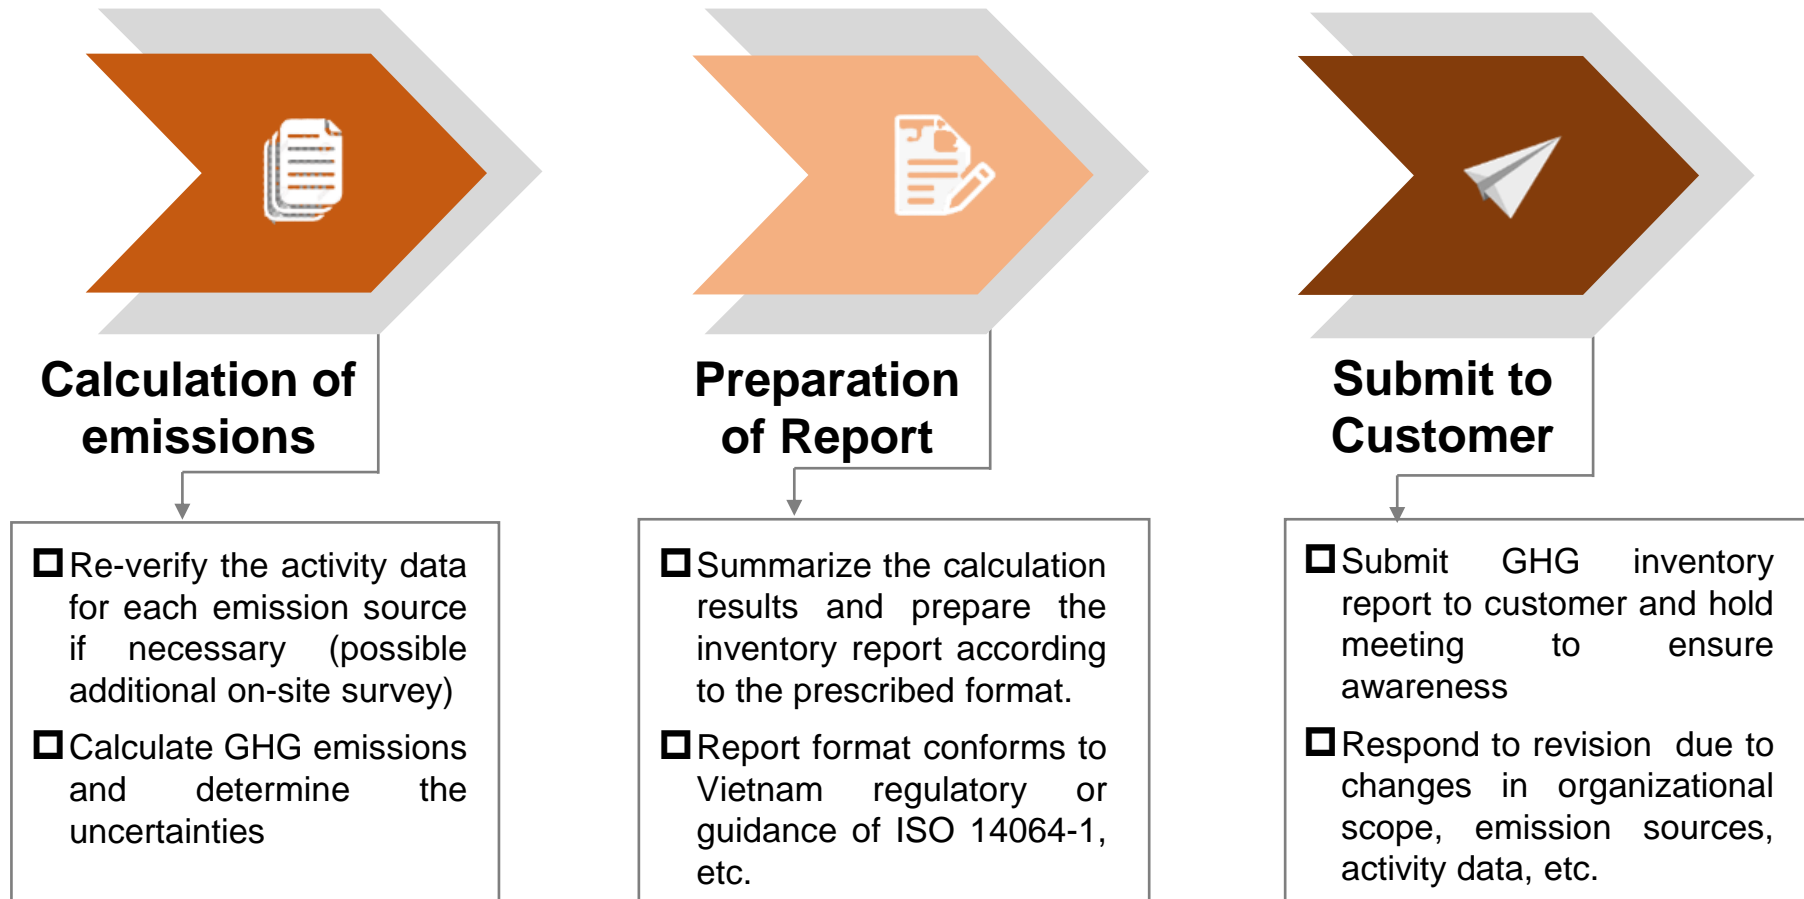 Calculation of
emissions
Re-verify the activity data
for each emission source
if necessary (possible
additional on-site survey)
Calculate GHG emissions
and determine the
uncertainties
Preparation
of Report
Summarize the calculation
results and prepare the
inventory report according
to the prescribed format.
Report format conforms to
Vietnam regulatory or
guidance of ISO 14064-1,
etc.
Submit to
Customer
Submit GHG inventory
report to customer and hold
meeting to ensure
awareness
Respond to revision due to
changes in organizational
scope, emission sources,
activity data, etc.